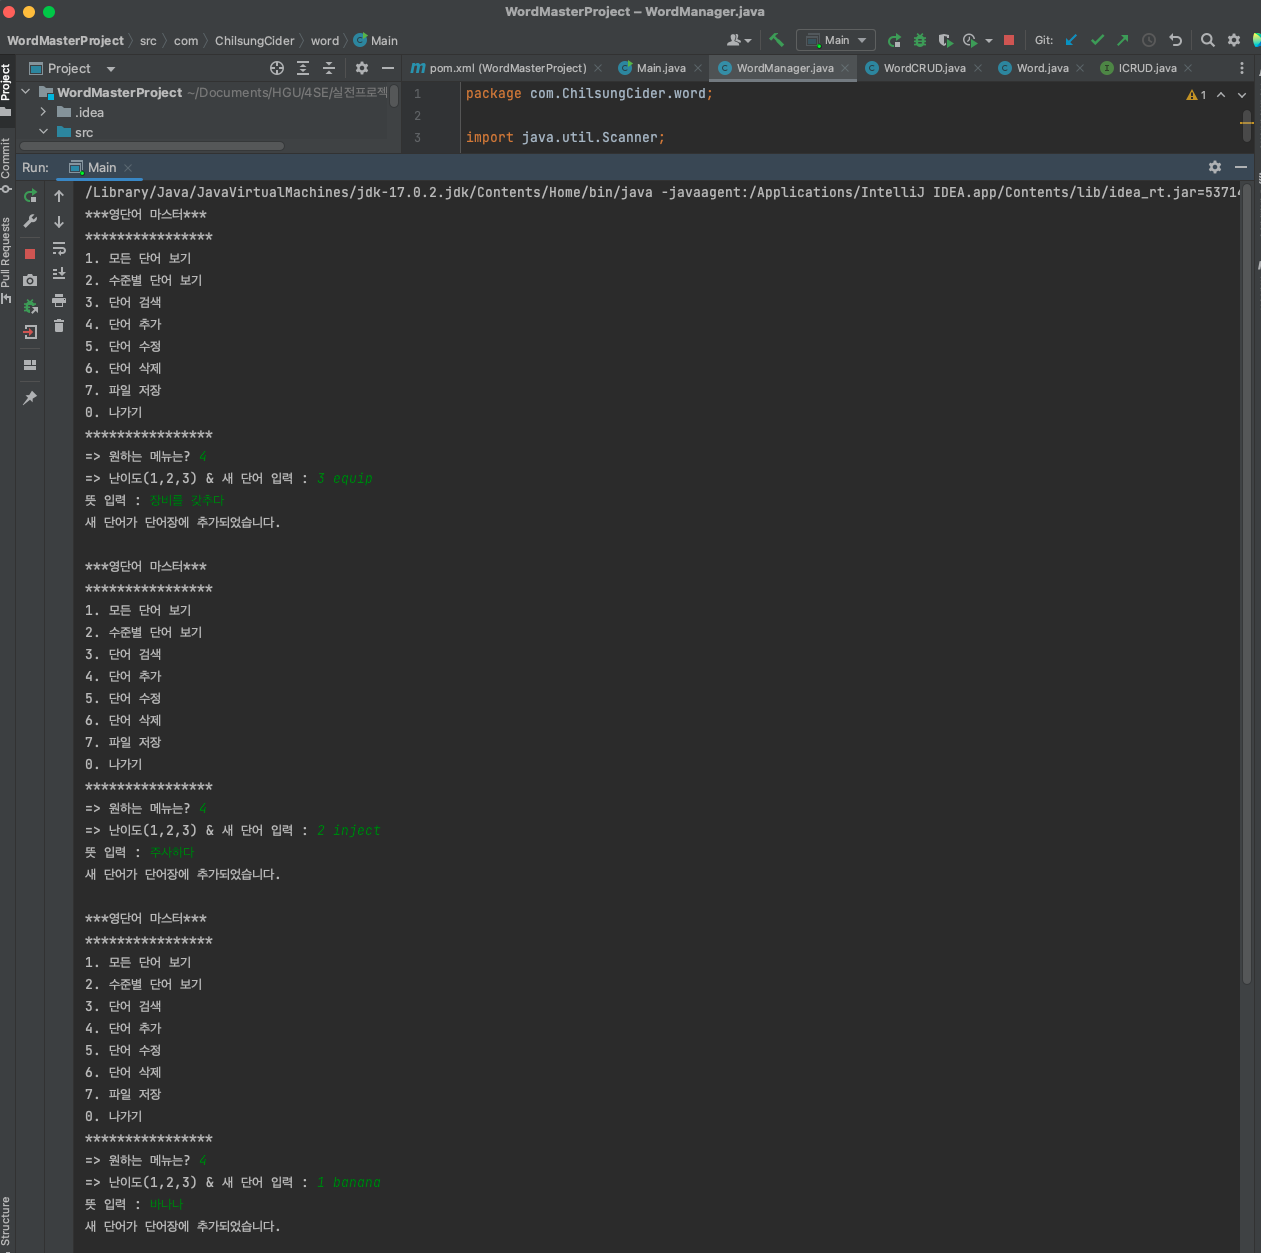 WordMasterProject – WordManager.java
WordMasterProject src com ChilsungCider word Main
Main
Git:
Project
pom.xml (WordMasterProject) Main.java WordManager.java WordCRUD.java Word.java ICRUD.java
WordMasterProject ~/Documents/HGU/4SE/실전프로젝
.idea
src
1 package com.ChilsungCider.word;
2
3 import java.util.Scanner;
1
Project
Commit
Pull Requests
Structure
Run: Main
/Library/Java/JavaVirtualMachines/jdk-17.0.2.jdk/Contents/Home/bin/java -javaagent:/Applications/IntelliJ IDEA.app/Contents/lib/idea_rt.jar=53714
***영단어 마스터***
****************
1. 모든 단어 보기
2. 수준별 단어 보기
3. 단어 검색
4. 단어 추가
5. 단어 수정
6. 단어 삭제
7. 파일 저장
0. 나가기
****************
=> 원하는 메뉴는? 4
=> 난이도(1,2,3) & 새 단어 입력 : 3 equip
뜻 입력 : 장비를 갖추다
새 단어가 단어장에 추가되었습니다.
***영단어 마스터***
****************
1. 모든 단어 보기
2. 수준별 단어 보기
3. 단어 검색
4. 단어 추가
5. 단어 수정
6. 단어 삭제
7. 파일 저장
0. 나가기
****************
=> 원하는 메뉴는? 4
=> 난이도(1,2,3) & 새 단어 입력 : 2 inject
뜻 입력 : 주사하다
새 단어가 단어장에 추가되었습니다.
***영단어 마스터***
****************
1. 모든 단어 보기
2. 수준별 단어 보기
3. 단어 검색
4. 단어 추가
5. 단어 수정
6. 단어 삭제
7. 파일 저장
0. 나가기
****************
=> 원하는 메뉴는? 4
=> 난이도(1,2,3) & 새 단어 입력 : 1 banana
뜻 입력 : 바나나
새 단어가 단어장에 추가되었습니다.